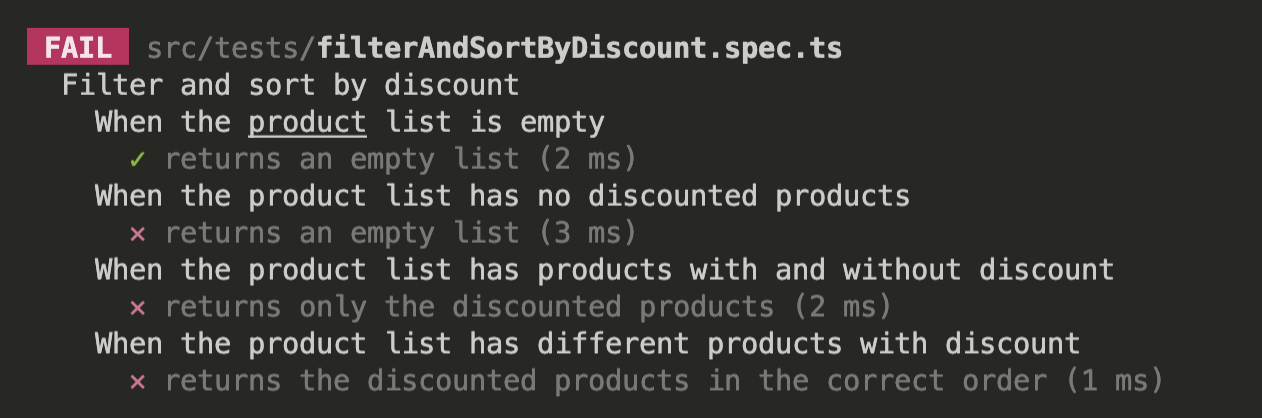 FAIL src/tests/filterAndSortByDiscount.spec.ts
Filter and sort by discount
When the product list is empty
✓ returns an empty list (2 ms)
When the product list has no discounted products
✕ returns an empty list (3 ms)
When the product list has products with and without discount
✕ returns only the discounted products (2 ms)
When the product list has different products with discount
✕ returns the discounted products in the correct order (1 ms)